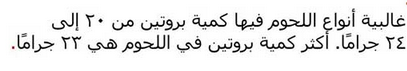 غالبية أنواع اللحوم فيها كمية بروتين من ٢٠ إلى
٢٤ جرامًا. أكثر كمية بروتين في اللحوم هي ٢٣ جرامًا.